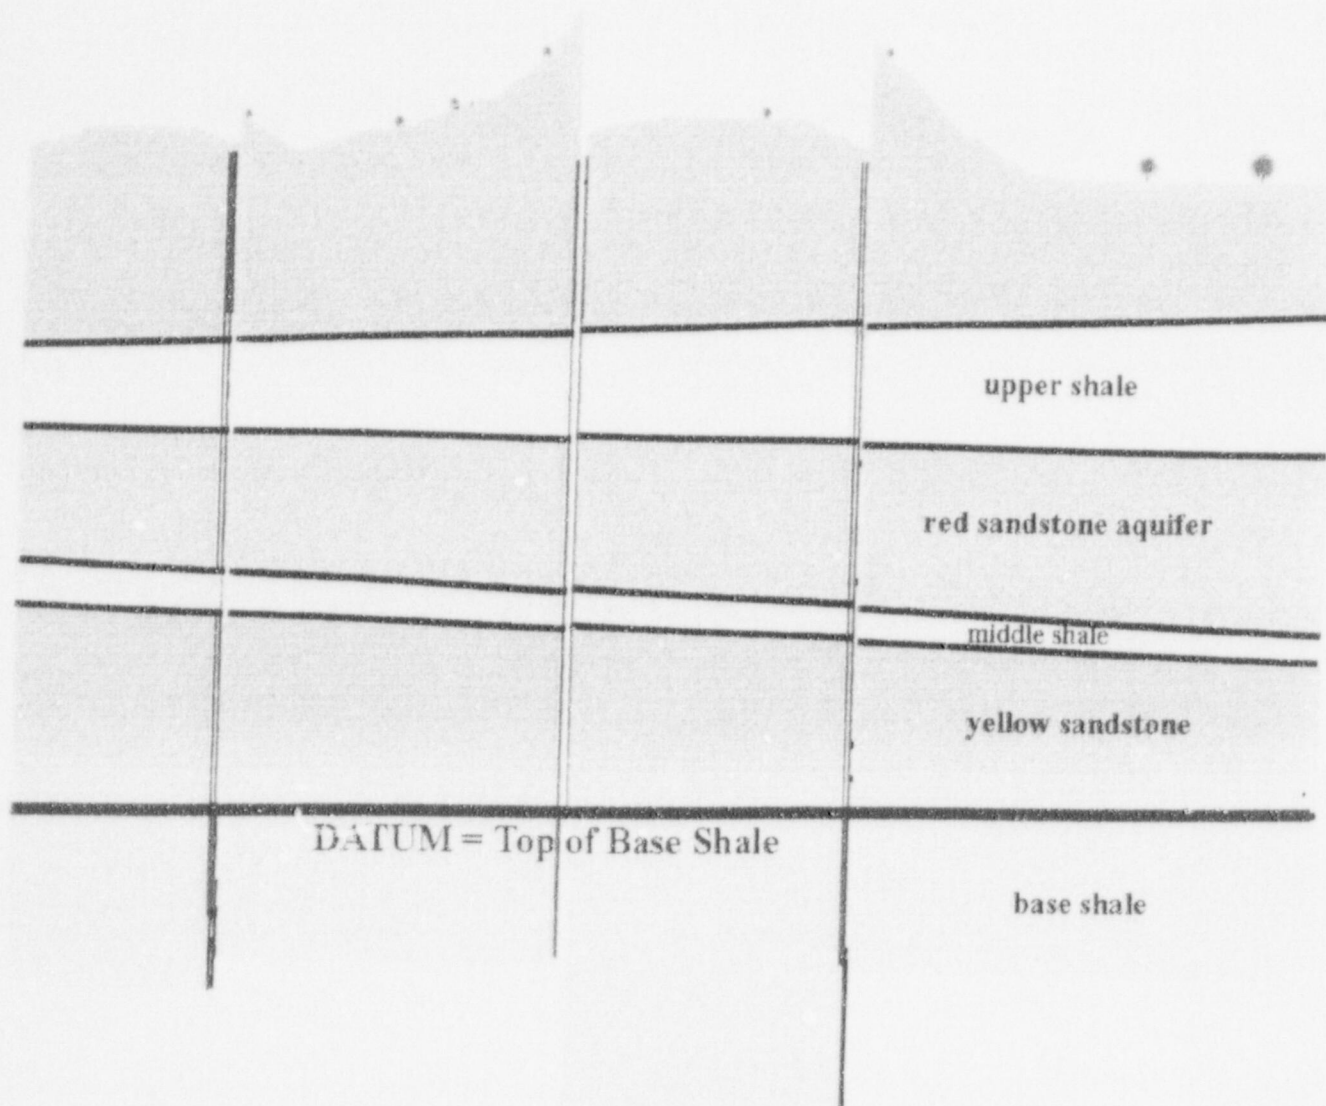 upper shale
red sandstone aquifer
middle shale
yellow sandstone
DATUM = Top of Base Shale
base shale